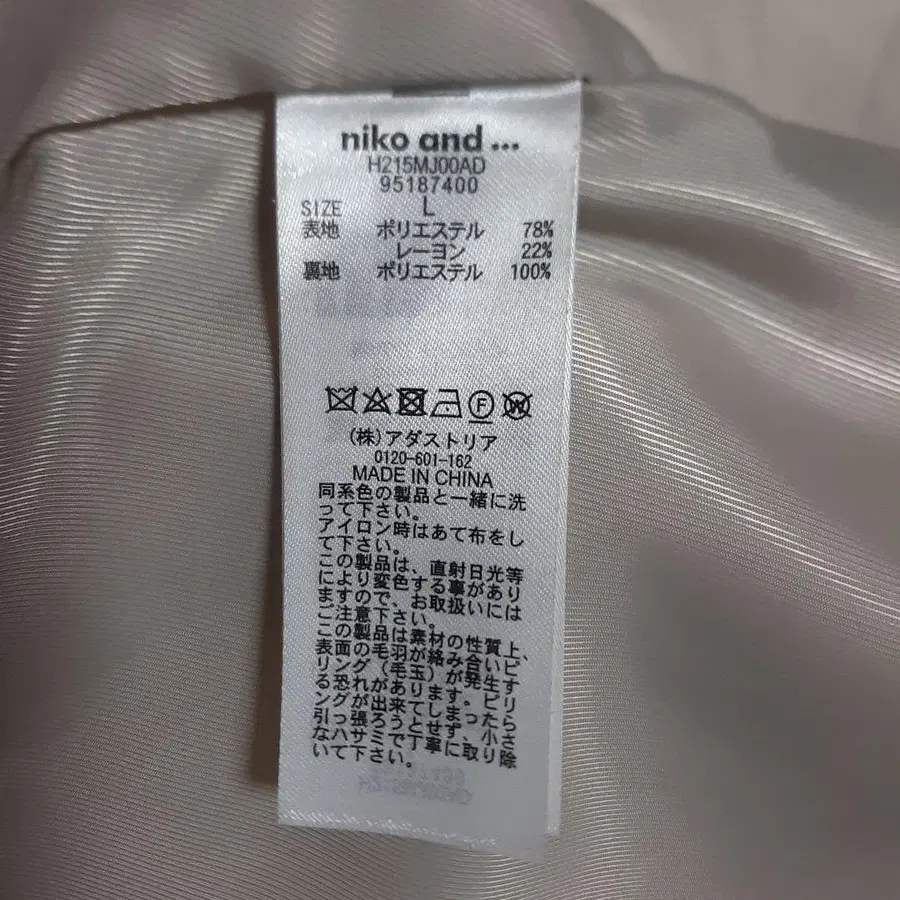 niko and ...
H215MJ00AD
95187400
SIZE L
表地 ポリエステル 78%
レーヨン 22%
裏地 ポリエステル 100%
F W
(株)アダストリア
0120-601-162
MADE IN CHINA
同系色の製品と一緒に洗
って下さい。
アイロン時はあて布をし
て下さい。
この製品は、直射日光等
により変色する事があり
ますので、お取扱いには
ご注意下さい。
この製品は素材の性質上、
表面の毛羽が絡み合いピ
リング(毛玉)が発生す
る恐れがあります。ピリ
ングが出来てしまったら
引っ張ろうとせず、小さ
なハサミで丁寧に取り除
いて下さい。